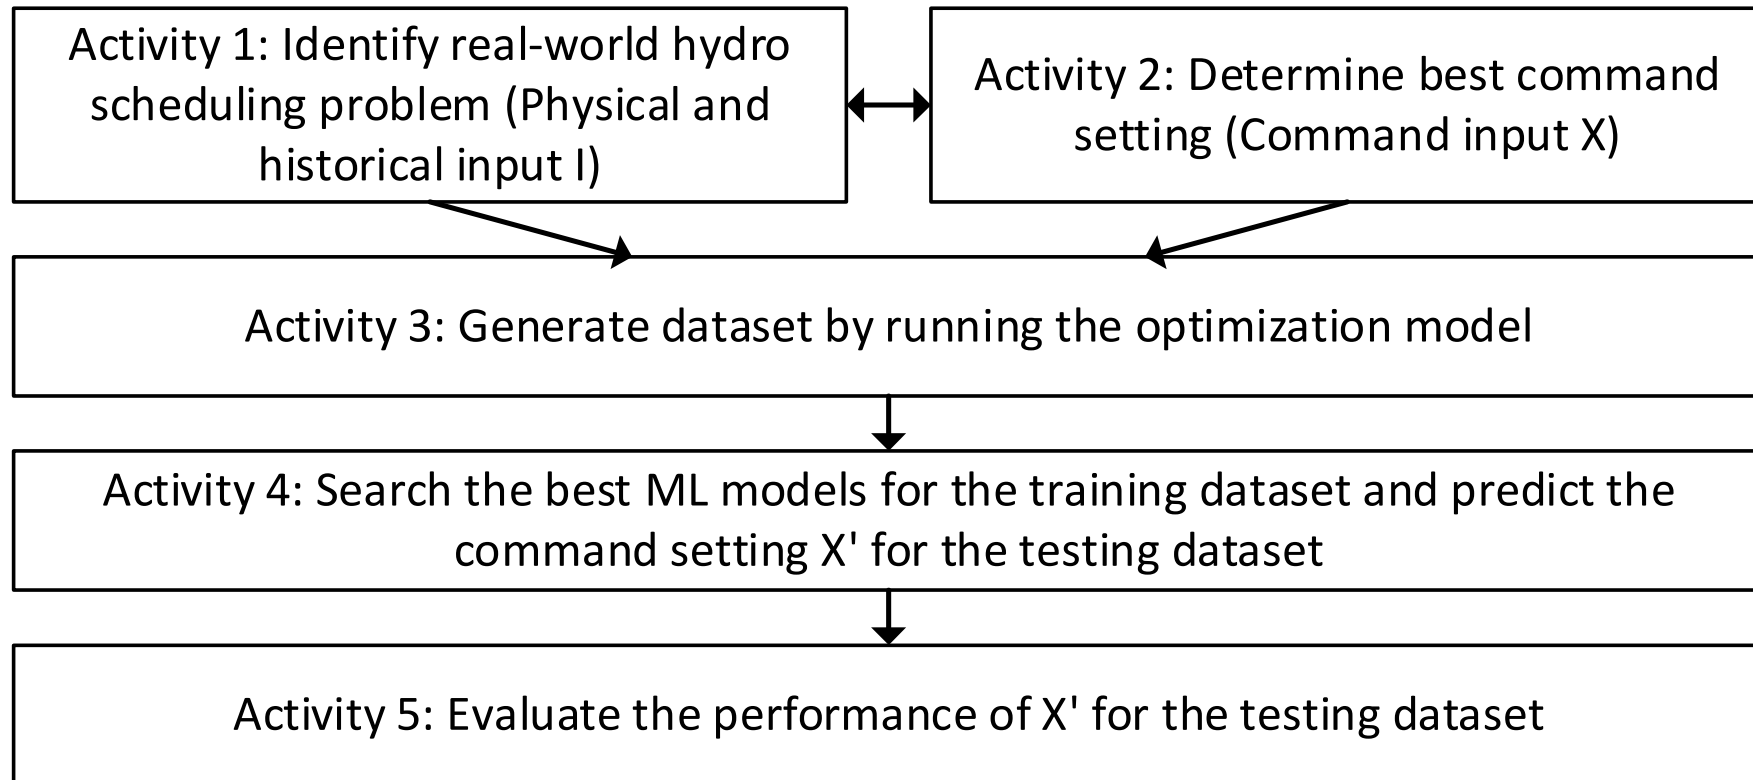 Activity 1: Identify real-world hydro
scheduling problem (Physical and
historical input I)
Activity 2: Determine best command
setting (Command input X)
Activity 3: Generate dataset by running the optimization model
Activity 4: Search the best ML models for the training dataset and predict the
command setting X' for the testing dataset
Activity 5: Evaluate the performance of X' for the testing dataset